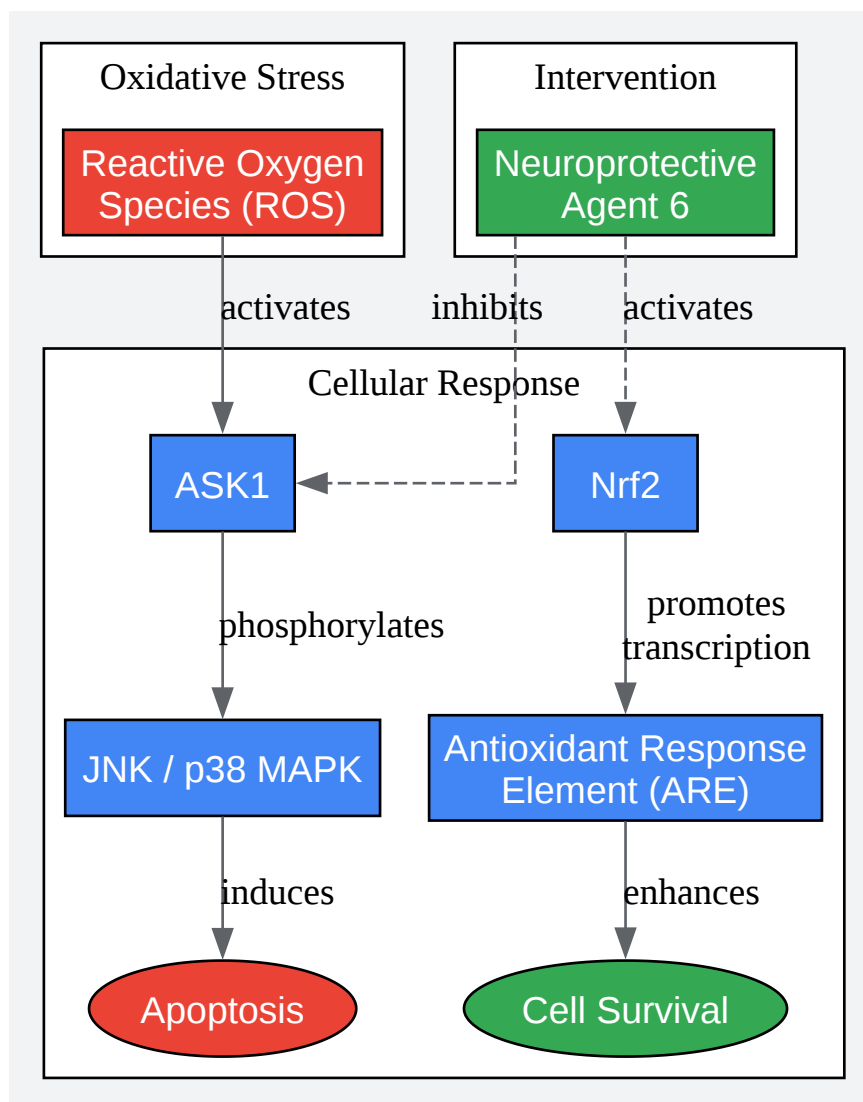 Oxidative Stress
Intervention
Reactive Oxygen
Species (ROS)
Neuroprotective
Agent 6
activates
inhibits
activates
Cellular Response
ASK1
Nrf2
phosphorylates
promotes
transcription
JNK / p38 MAPK
Antioxidant Response
Element (ARE)
induces
enhances
Apoptosis
Cell Survival